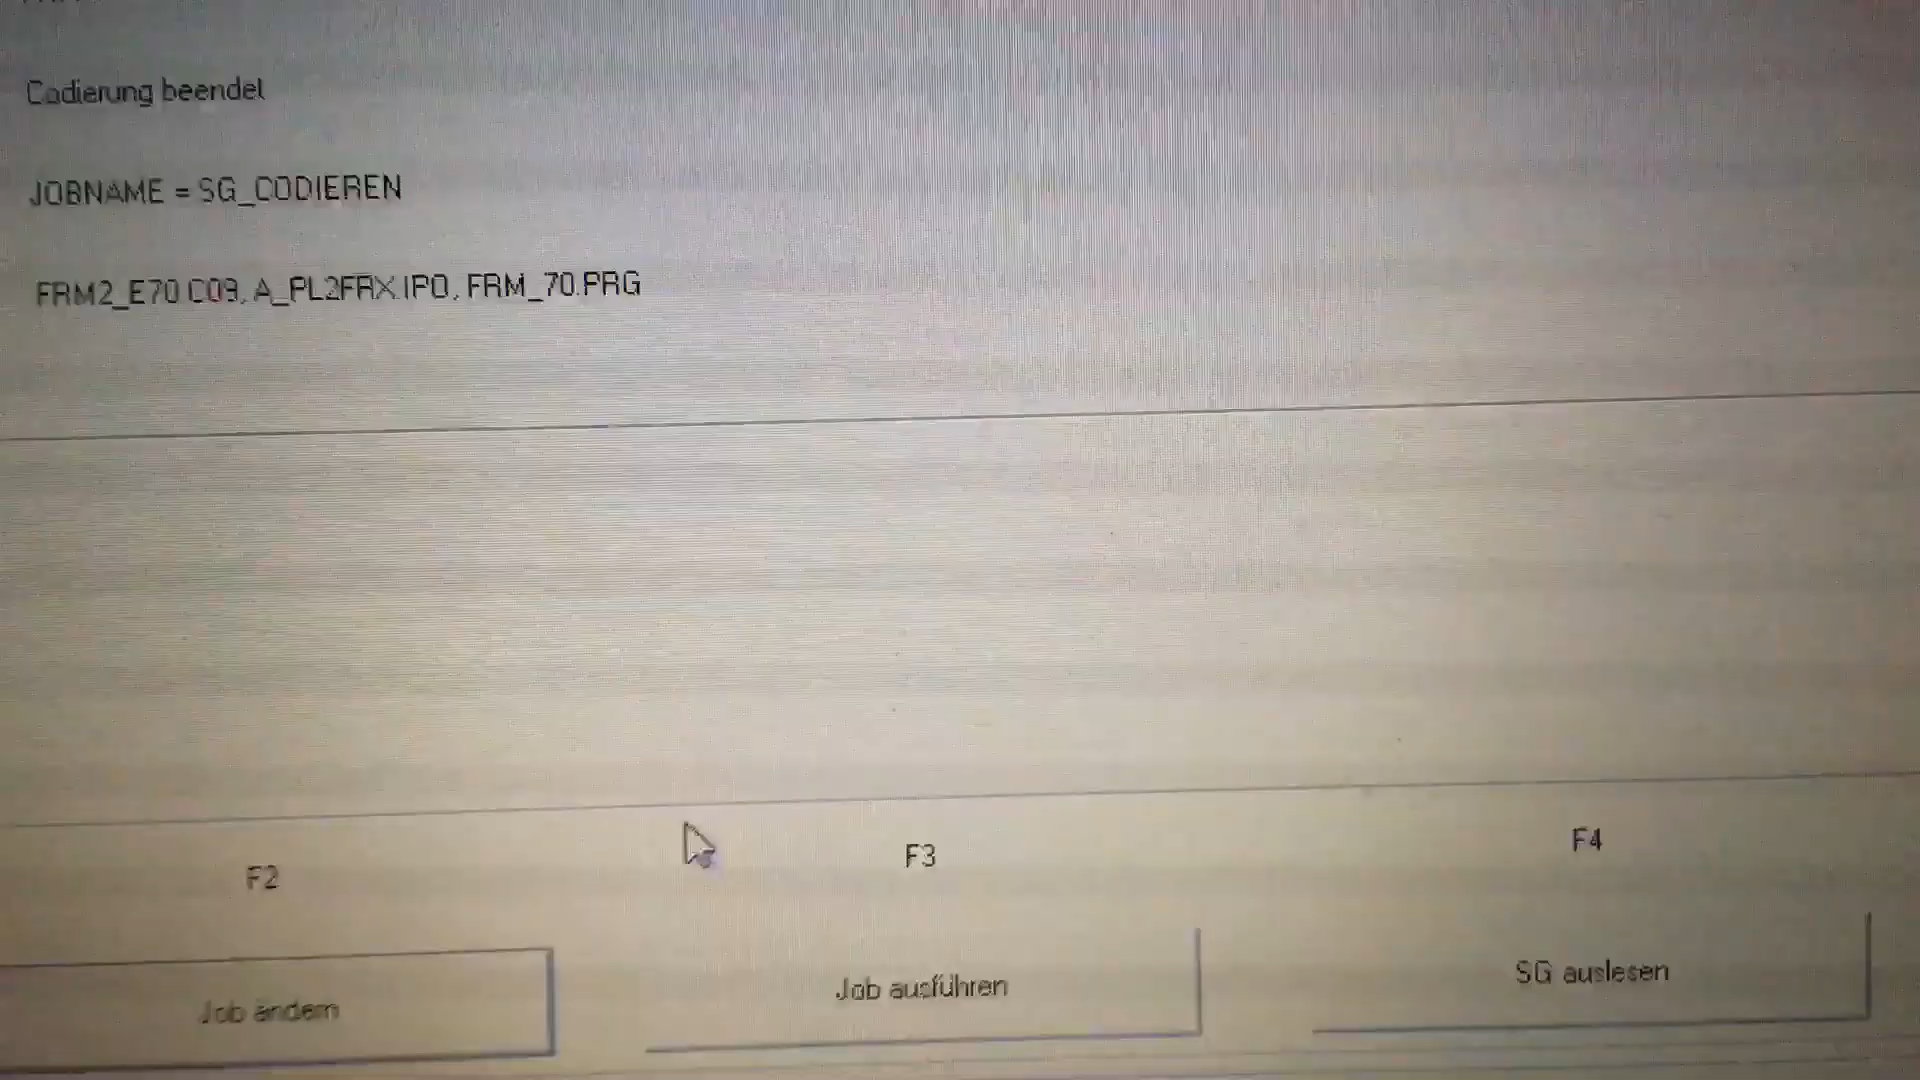 Codierung beendet
JOBNAME = SG_CODIEREN
FRM2_E70.C09, A_PL2FRX.IPO, FRM_70.PRG
F2
F3
F4
Job ändern
Job ausführen
SG auslesen